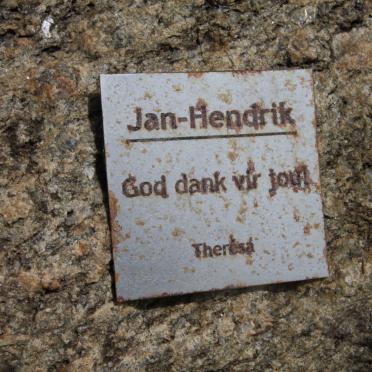 Jan-Hendrik
God dank vir jou!
Theresa